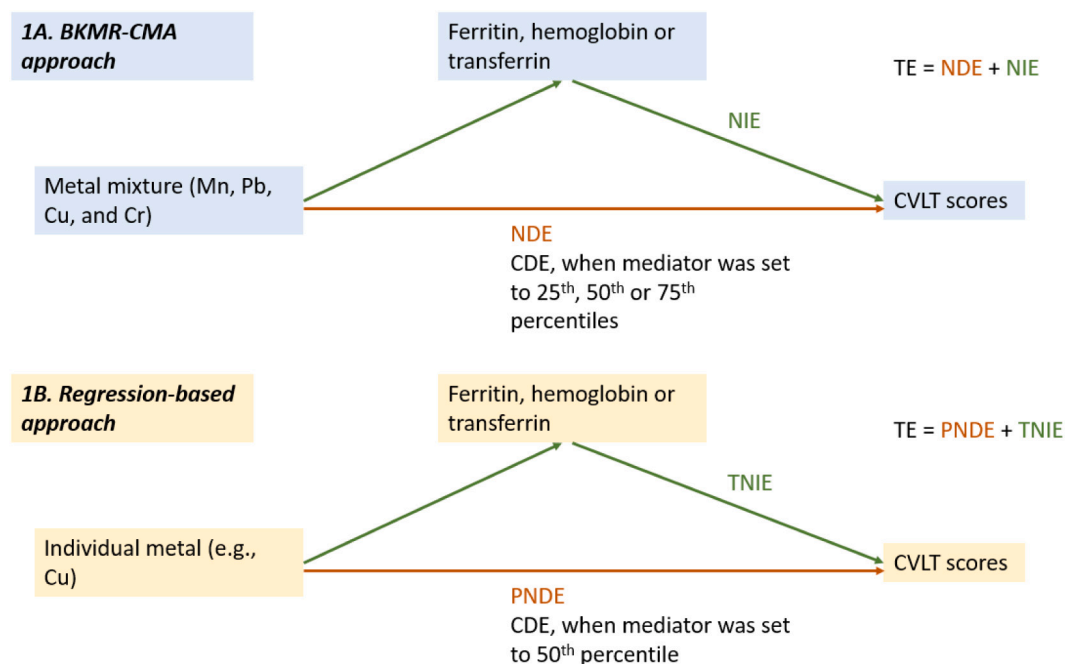 1A. BKMR-CMA
approach
Ferritin, hemoglobin or
transferrin
TE = NDE + NIE
NIE
Metal mixture (Mn, Pb,
Cu, and Cr)
CVLT scores
NDE
CDE, when mediator was set
to 25th, 50th or 75th
percentiles
1B. Regression-based
approach
Ferritin, hemoglobin or
transferrin
TE = PNDE + TNIE
TNIE
Individual metal (e.g.,
Cu)
CVLT scores
PNDE
CDE, when mediator was set
to 50th percentile